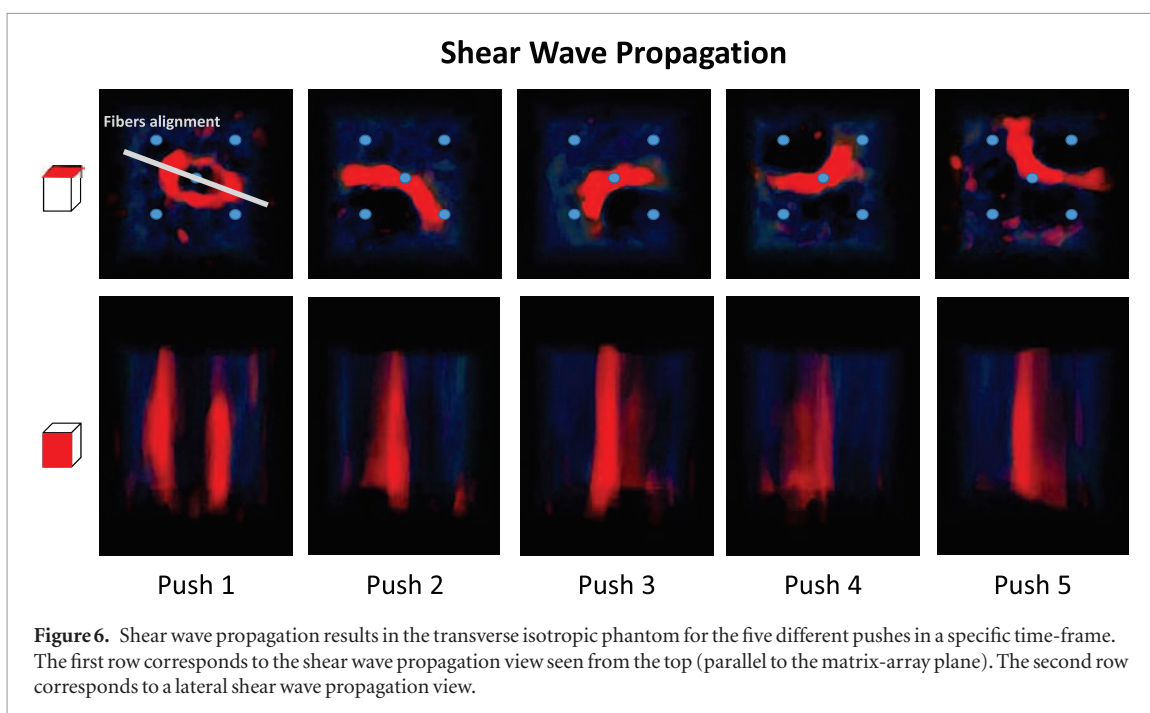 Shear Wave Propagation
Fibers alignment
Push 1 Push 2 Push 3 Push 4 Push 5
Figure 6. Shear wave propagation results in the transverse isotropic phantom for the five different pushes in a specific time-frame.
The first row corresponds to the shear wave propagation view seen from the top (parallel to the matrix-array plane). The second row
corresponds to a lateral shear wave propagation view.